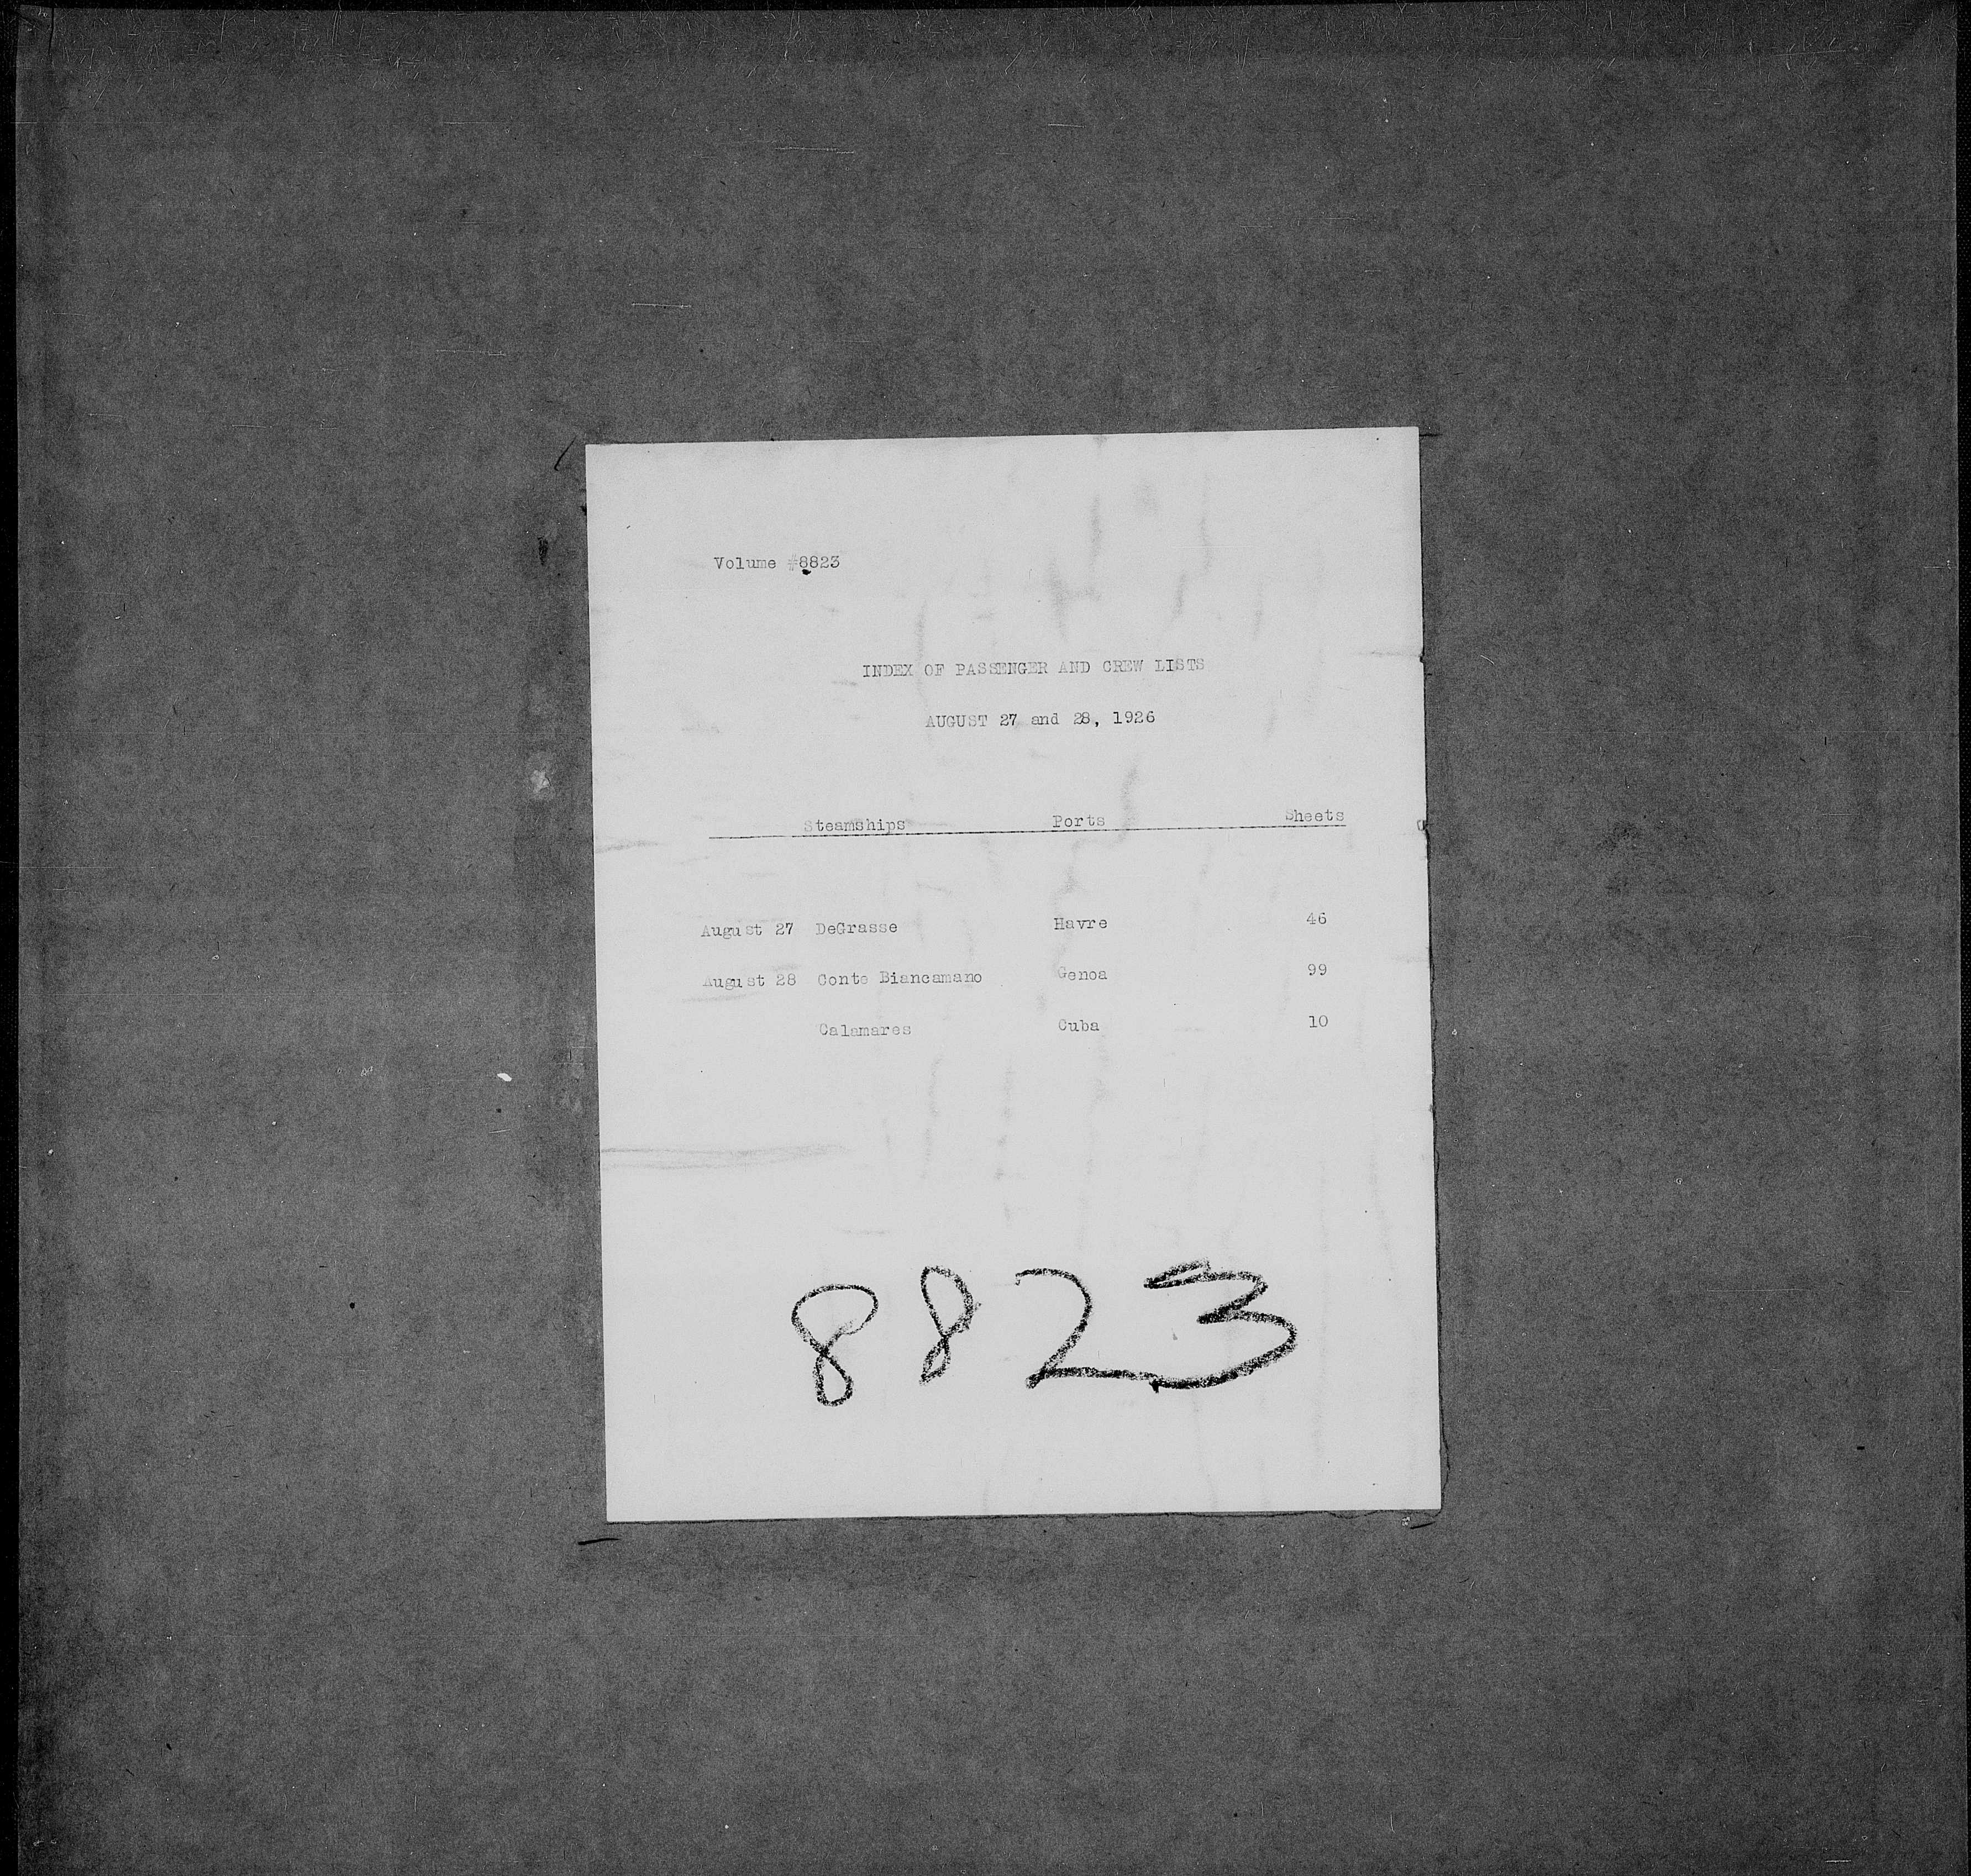 Volume #8823
INDEX OF PASSENGER AND CREW LISTS
AUGUST 27 and 28, 1926
Steamships Ports Sheets
August 27 DeGrasse Havre 46
August 28 Conte Biancamano Genoa 99
Calamares Cuba 10
8823